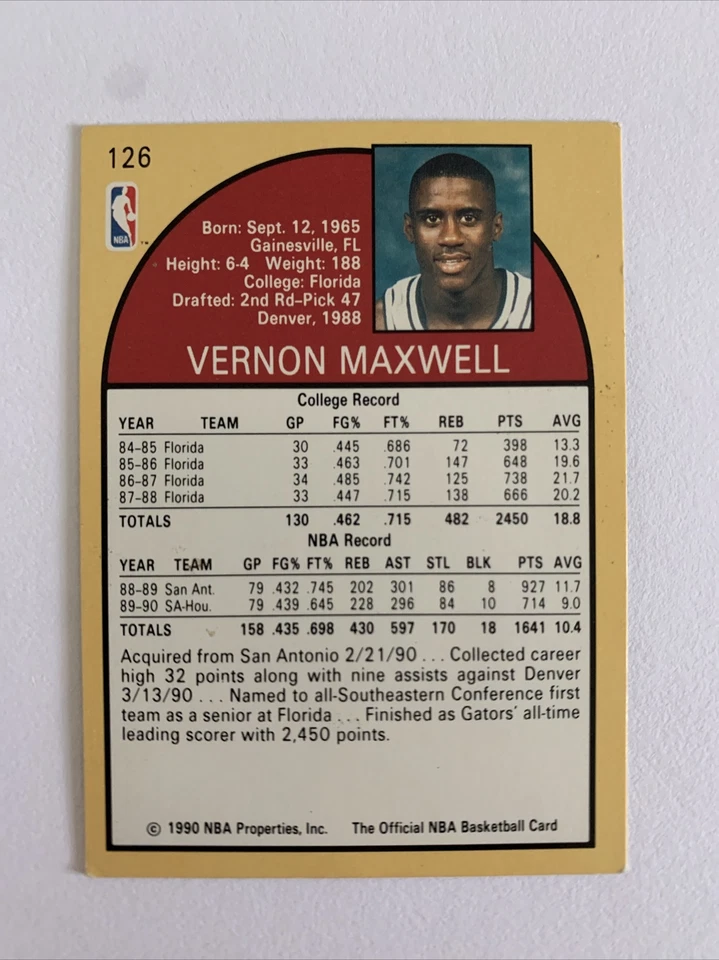 126
NBA
TM
Born: Sept. 12, 1965
Gainesville, FL
Height: 6-4 Weight: 188
College: Florida
Drafted: 2nd Rd-Pick 47
Denver, 1988
VERNON MAXWELL
College Record
YEAR TEAM GP FG% FT% REB PTS AVG
84-85 Florida 30 .445 .686 72 398 13.3
85-86 Florida 33 .463 .701 147 648 19.6
86-87 Florida 34 .485 .742 125 738 21.7
87-88 Florida 33 .447 .715 138 666 20.2
TOTALS 130 .462 .715 482 2450 18.8
NBA Record
YEAR TEAM GP FG% FT% REB AST STL BLK PTS AVG
88-89 San Ant. 79 .432 .745 202 301 86 8 927 11.7
89-90 SA-Hou. 79 .439 .645 228 296 84 10 714 9.0
TOTALS 158 .435 .698 430 597 170 18 1641 10.4
Acquired from San Antonio 2/21/90 . . . Collected career
high 32 points along with nine assists against Denver
3/13/90 . . . Named to all-Southeastern Conference first
team as a senior at Florida . . . Finished as Gators' all-time
leading scorer with 2,450 points.
© 1990 NBA Properties, Inc. The Official NBA Basketball Card